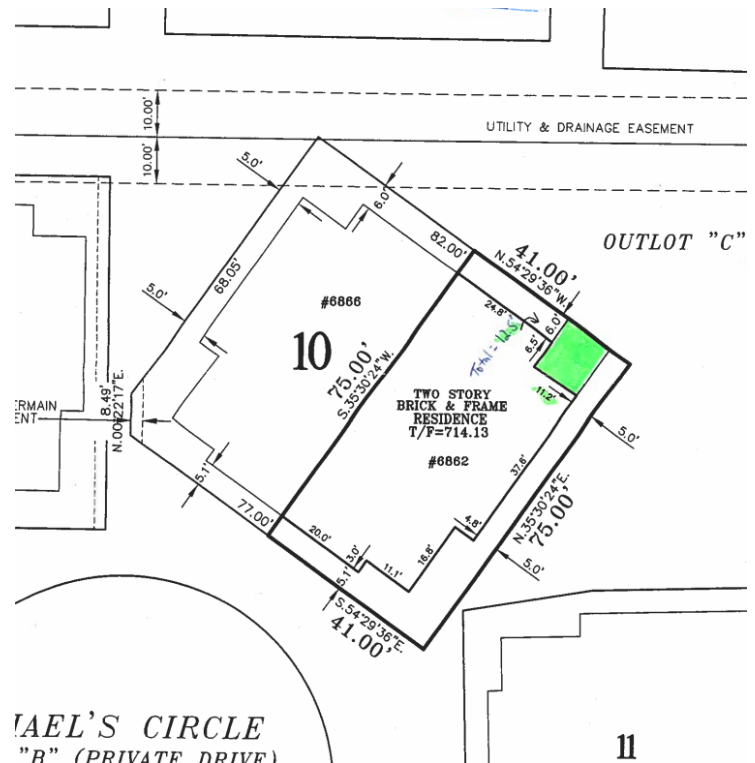 10.00'
10.00'
UTILITY & DRAINAGE EASEMENT
5.0'
6.0'
82.00'
41.00'
N.54°29'36"W.
OUTLOT "C"
68.05'
5.0'
#6866
10
24.8'
6.0'
6.5'
Total = 12.5'
75.00'
S.35°30'24"W.
11.2'
TWO STORY
BRICK & FRAME
RESIDENCE
T/F=714.13
#6862
8.49'
N.00°22'17"E.
ERMAIN
ENT
5.0'
37.6'
N.35°30'24"E.
75.00'
5.1'
77.00'
20.0'
3.0'
4.8'
16.8'
11.1'
5.1'
5.0'
S.54°29'36"E.
41.00'
IAEL'S CIRCLE
"B" (PRIVATE DRIVE)
11